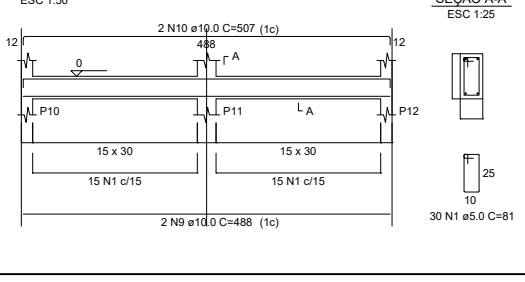 ESC 1:50
SEÇÃO A-A
ESC 1:25
2 N10 ø10.0 C=507 (1c)
12
488
12
A
0
P10
P11
A
P12
15 x 30
15 x 30
15 N1 c/15
15 N1 c/15
25
10
30 N1 ø5.0 C=81
2 N9 ø10.0 C=488 (1c)